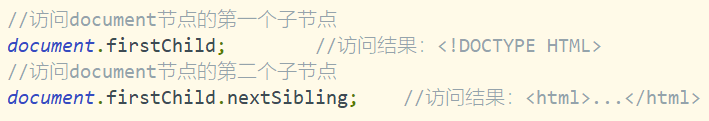 //访问document节点的第一个子节点
document.firstChild; //访问结果：<!DOCTYPE HTML>
//访问document节点的第二个子节点
document.firstChild.nextSibling; //访问结果：<html>...</html>